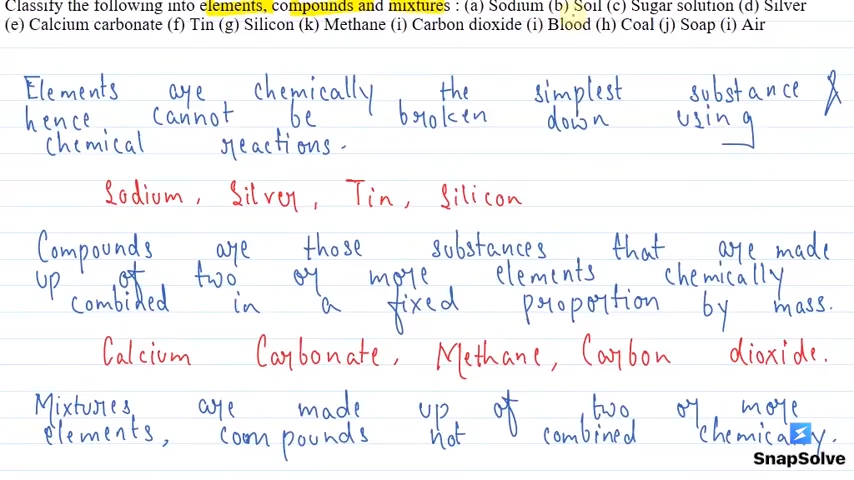 Classify the following into elements, compounds and mixtures : (a) Sodium (b) Soil (c) Sugar solution (d) Silver
(e) Calcium carbonate (f) Tin (g) Silicon (k) Methane (i) Carbon dioxide (i) Blood (h) Coal (j) Soap (i) Air
Elements are chemically the simplest substance &
hence cannot be broken down using
chemical reactions.
Sodium, Silver, Tin, Silicon
Compounds are those substances that are made
up of two or more elements chemically
combined in a fixed proportion by mass.
Calcium Carbonate, Methane, Carbon dioxide.
Mixtures are made up of two or more
elements, compounds not combined chemically.
SnapSolve